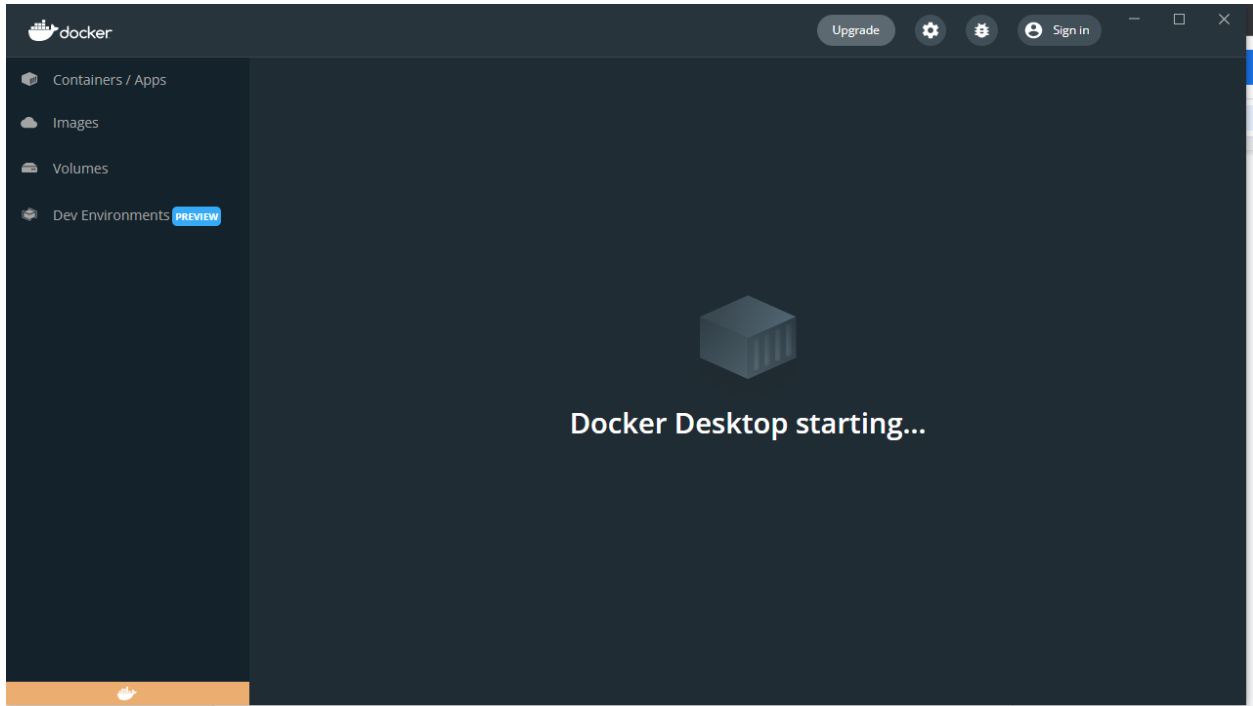 docker
Upgrade
Sign in
Containers / Apps
Images
Volumes
Dev Environments PREVIEW
Docker Desktop starting...